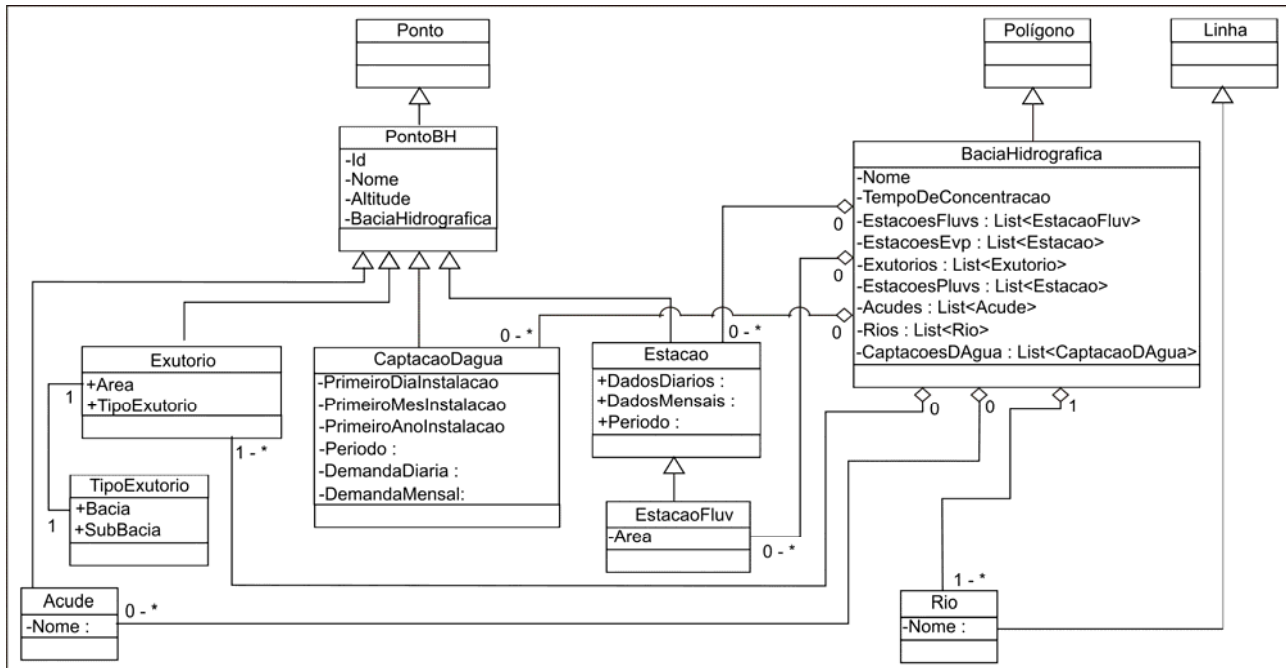 Ponto
Polígono
Linha
PontoBH
-Id
-Nome
-Altitude
-BaciaHidrografica
BaciaHidrografica
-Nome
-TempoDeConcentracao
-EstacoesFluvs : List<EstacaoFluv>
-EstacoesEvp : List<Estacao>
-Exutorios : List<Exutorio>
-EstacoesPluvs : List<Estacao>
-Acudes : List<Acude>
-Rios : List<Rio>
-CaptacoesDAgua : List<CaptacaoDAgua>
0
0
0
0
0
1
Exutorio
+Area
+TipoExutorio
1
1 - *
TipoExutorio
+Bacia
+SubBacia
1
0 - *
CaptacaoDagua
-PrimeiroDiaInstalacao
-PrimeiroMesInstalacao
-PrimeiroAnoInstalacao
-Periodo :
-DemandaDiaria :
-DemandaMensal:
0 - *
Estacao
+DadosDiarios :
+DadosMensais :
+Periodo :
EstacaoFluv
-Area
0 - *
Acude
-Nome :
0 - *
1 - *
Rio
-Nome :